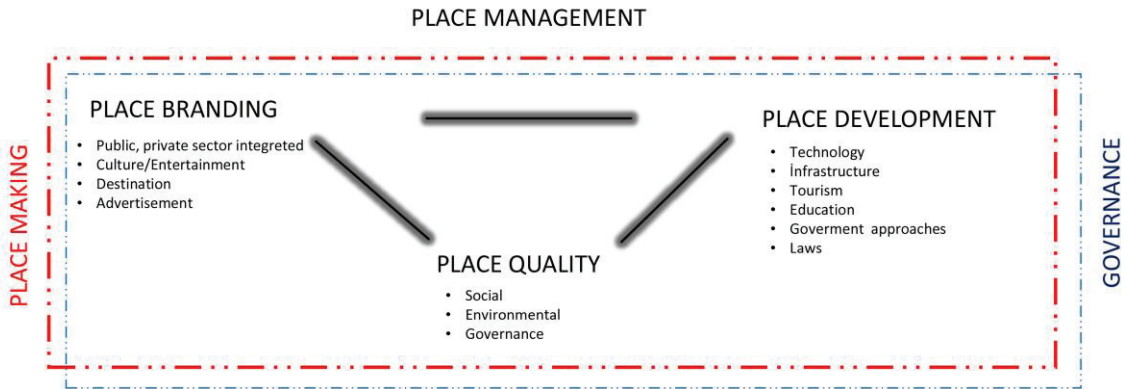 PLACE MANAGEMENT
PLACE MAKING
PLACE BRANDING
• Public, private sector integreted
• Culture/Entertainment
• Destination
• Advertisement
PLACE QUALITY
• Social
• Environmental
• Governance
PLACE DEVELOPMENT
• Technology
• İnfrastructure
• Tourism
• Education
• Goverment approaches
• Laws
GOVERNANCE